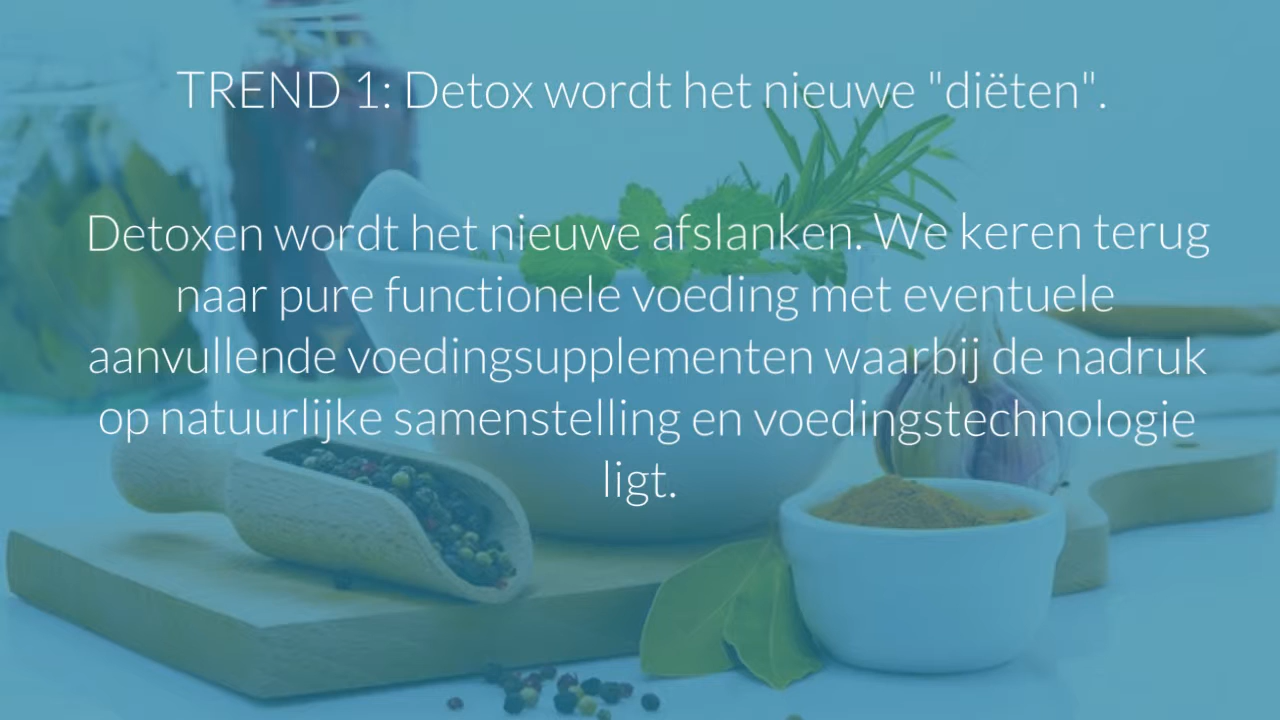 TREND 1: Detox wordt het nieuwe "diëten".
Detoxen wordt het nieuwe afslanken. We keren terug
naar pure functionele voeding met eventuele
aanvullende voedingsupplementen waarbij de nadruk
op natuurlijke samenstelling en voedingstechnologie
ligt.